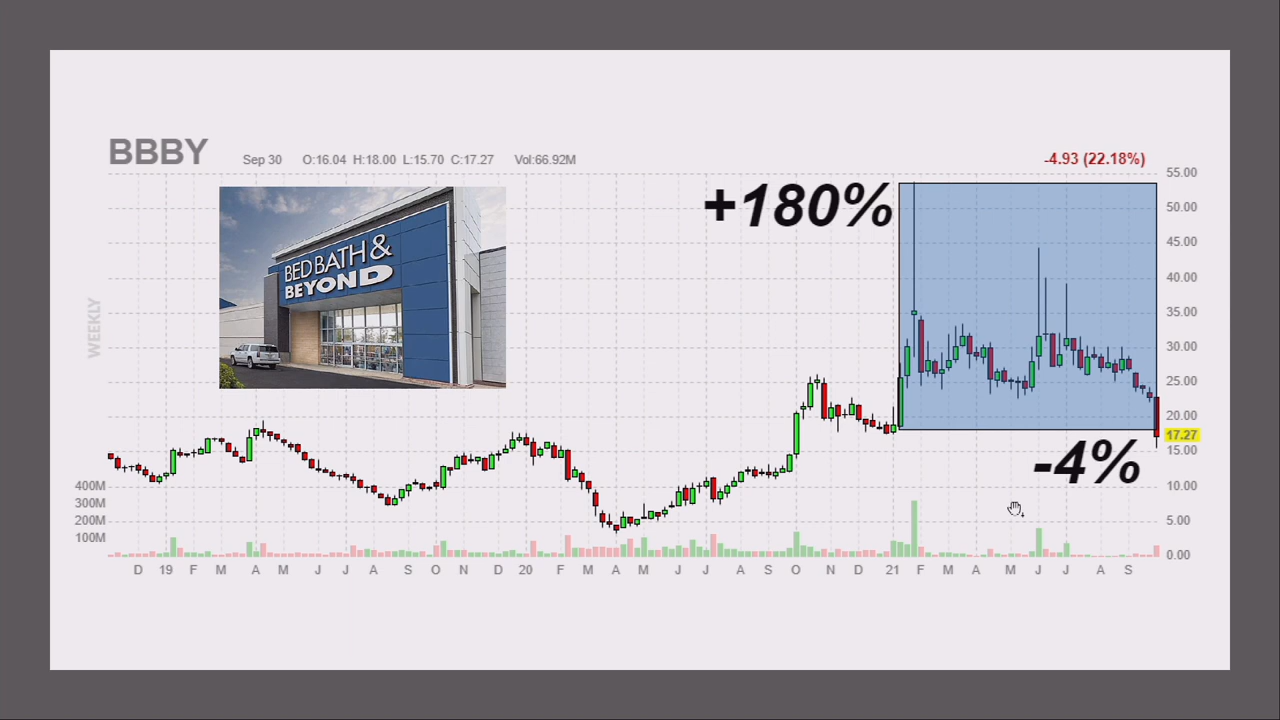 BBBY Sep 30 O:16.04 H:18.00 L:15.70 C:17.27 Vol:66.92M -4.93 (22.18%)
+180%
BED BATH &
BEYOND
WEEKLY
-4%
55.00
50.00
45.00
40.00
35.00
30.00
25.00
20.00
17.27
15.00
10.00
5.00
0.00
400M
300M
200M
100M
D 19 F M A M J J A S O N D 20 F M A M J J A S O N D 21 F M A M J J A S